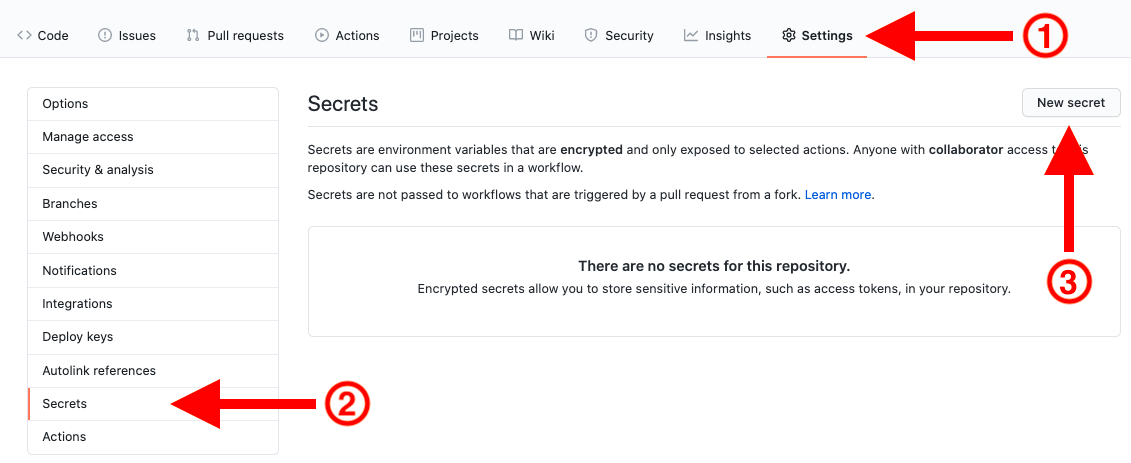 Code Issues Pull requests Actions Projects Wiki Security Insights Settings 1
Options
Manage access
Security & analysis
Branches
Webhooks
Notifications
Integrations
Deploy keys
Autolink references
Secrets 2
Actions
Secrets New secret
Secrets are environment variables that are encrypted and only exposed to selected actions. Anyone with collaborator access
repository can use these secrets in a workflow.
Secrets are not passed to workflows that are triggered by a pull request from a fork. Learn more.
3
There are no secrets for this repository.
Encrypted secrets allow you to store sensitive information, such as access tokens, in your repository.